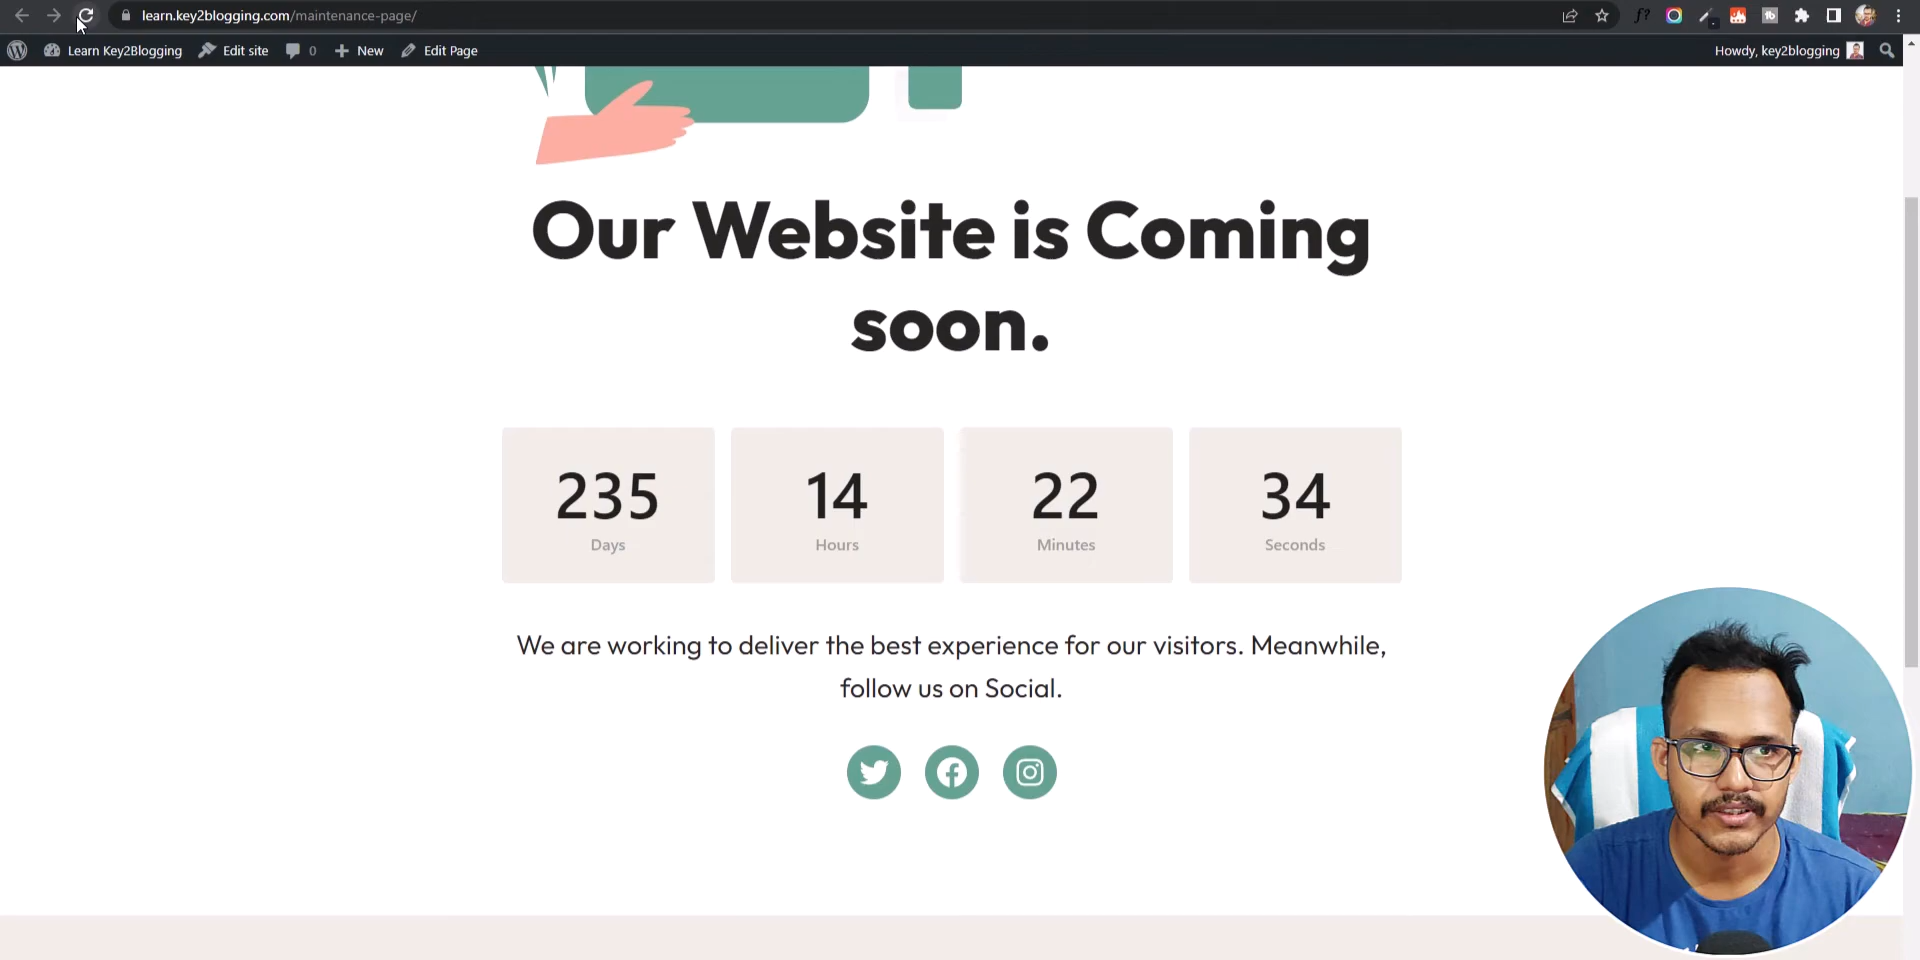 learn.key2blogging.com/maintenance-page/
Learn Key2Blogging Edit site 0 New Edit Page Howdy, key2blogging
Our Website is Coming
soon.
235 14 22 34
Days Hours Minutes Seconds
We are working to deliver the best experience for our visitors. Meanwhile,
follow us on Social.